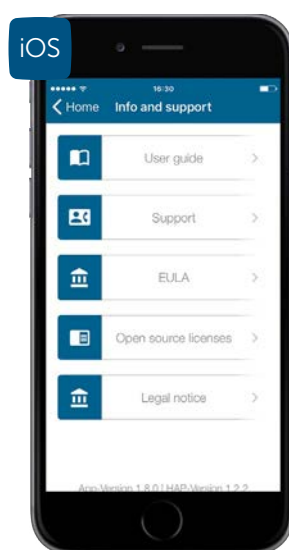 iOS
16:30
Home Info and support
User guide
Support
EULA
Open source licenses
Legal notice
App-Version 1.8.0 | HAP-Version 1.2.2